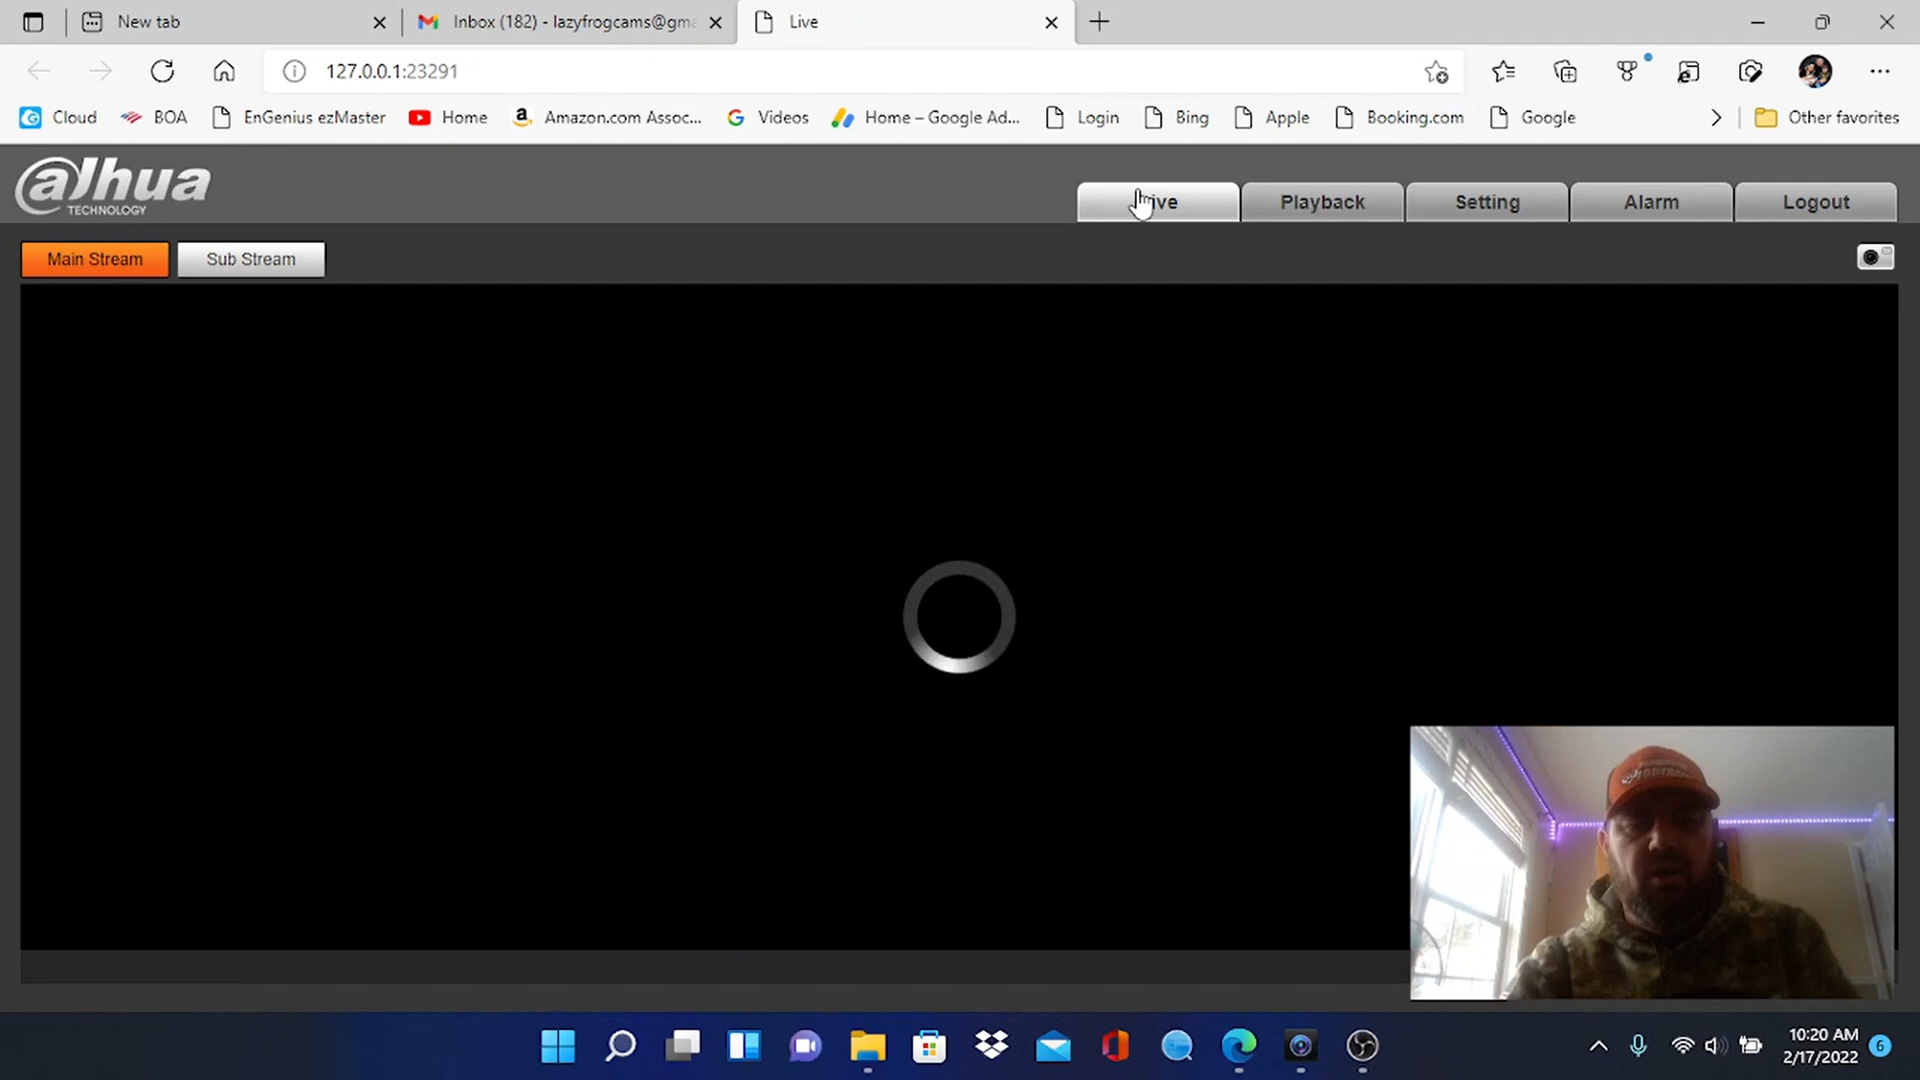 New tab
Inbox (182) - lazyfrogcams@gma
Live
127.0.0.1:23291
Cloud
BOA
EnGenius ezMaster
Home
Amazon.com Assoc...
Videos
Home – Google Ad...
Login
Bing
Apple
Booking.com
Google
Other favorites
alhua
TECHNOLOGY
Live
Playback
Setting
Alarm
Logout
Main Stream
Sub Stream
10:20 AM
2/17/2022
6